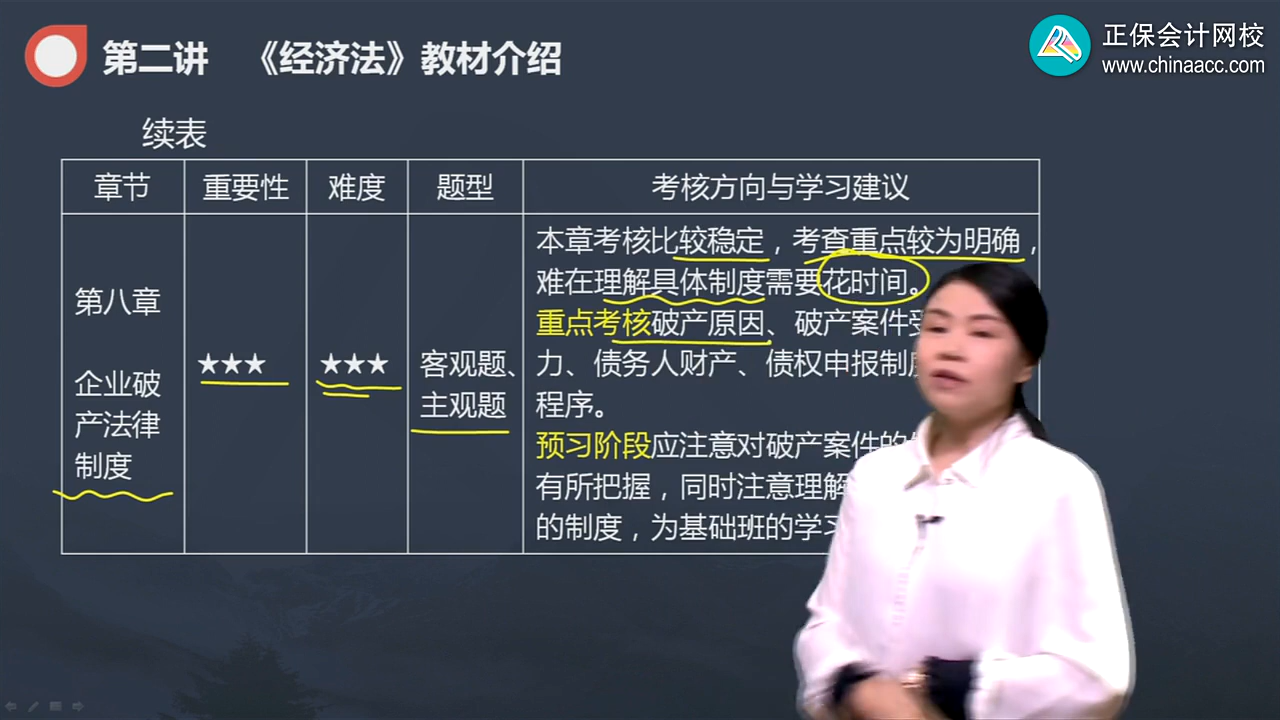 第二讲 《经济法》教材介绍
正保会计网校
www.chinaacc.com
续表
章节 重要性 难度 题型 考核方向与学习建议
第八章
企业破
产法律
制度
★★★ ★★★
客观题、
主观题
本章考核比较稳定，考查重点较为明确，
难在理解具体制度需要花时间。
重点考核破产原因、破产案件受
力、债务人财产、债权申报制度
程序。
预习阶段应注意对破产案件的
有所把握，同时注意理解
的制度，为基础班的学习